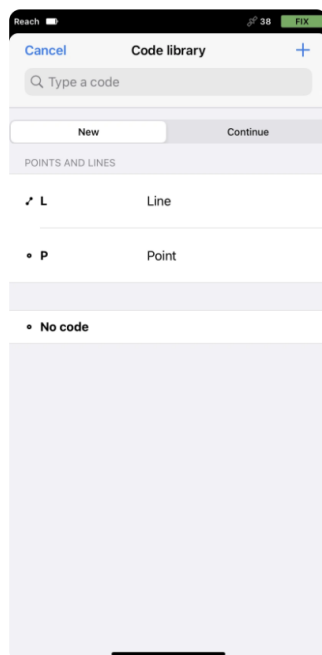 Reach 38 FIX
Cancel Code library +
Type a code
New Continue
POINTS AND LINES
L Line
P Point
No code